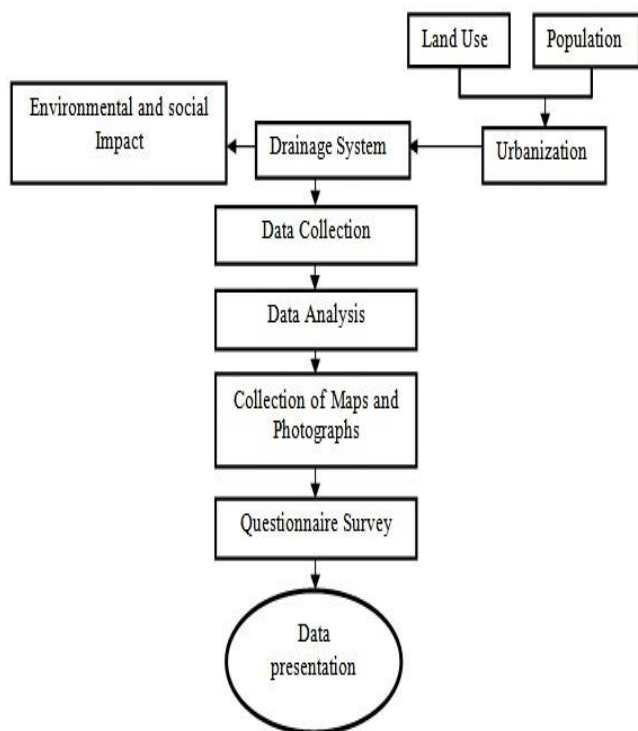 Land Use
Population
Environmental and social
Impact
Drainage System
Urbanization
Data Collection
Data Analysis
Collection of Maps and
Photographs
Questionnaire Survey
Data
presentation